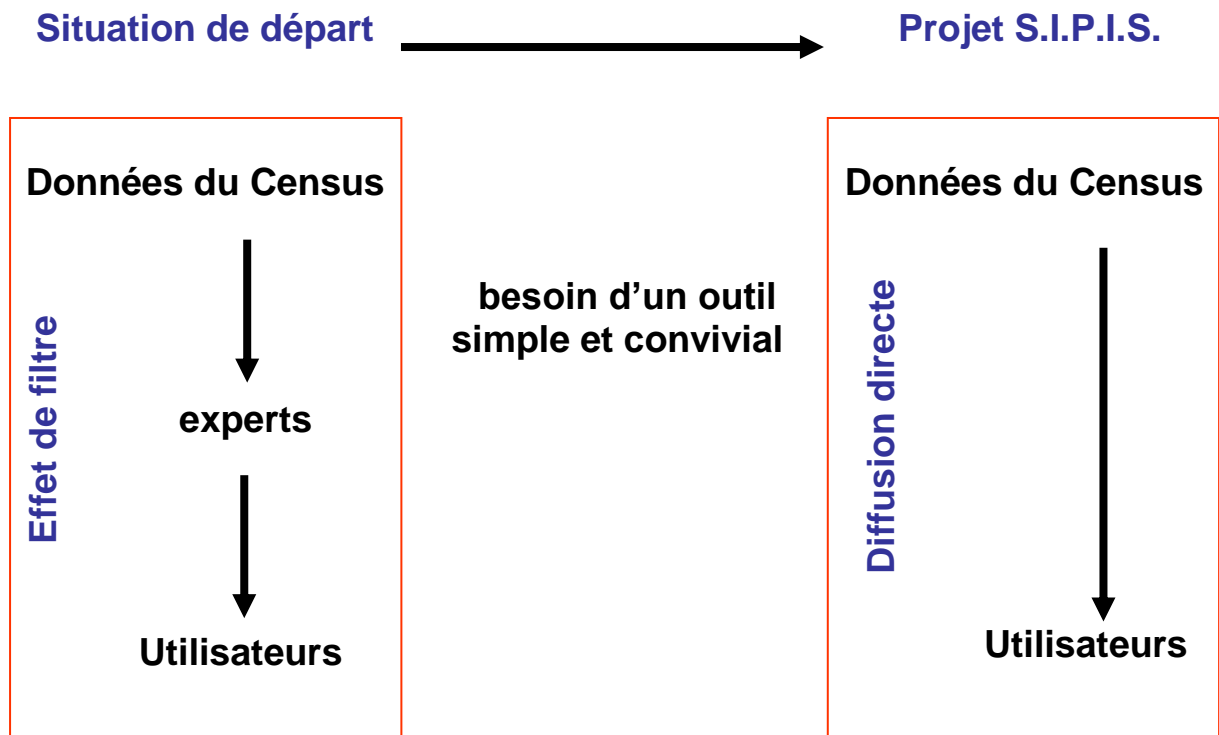 Situation de départ
Projet S.I.P.I.S.
Données du Census
Effet de filtre
experts
Utilisateurs
besoin d’un outil
simple et convivial
Données du Census
Diffusion directe
Utilisateurs